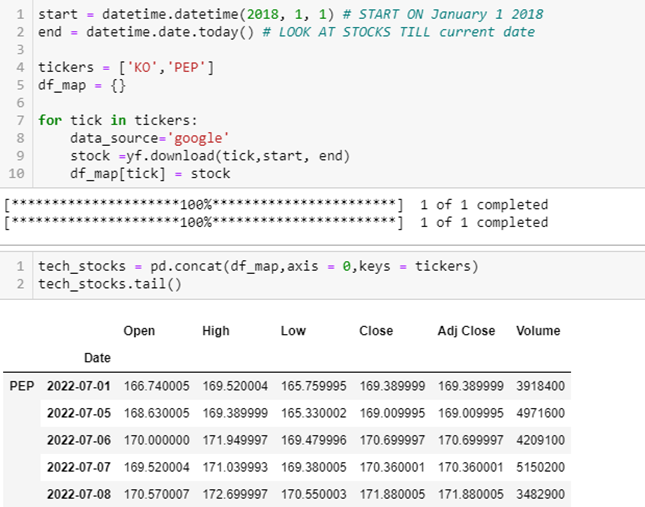 1 start = datetime.datetime(2018, 1, 1) # START ON January 1 2018
2 end = datetime.date.today() # LOOK AT STOCKS TILL current date
3
4 tickers = ['KO','PEP']
5 df_map = {}
6
7 for tick in tickers:
8     data_source='google'
9     stock =yf.download(tick,start, end)
10     df_map[tick] = stock
[*********************100%***********************]  1 of 1 completed
[*********************100%***********************]  1 of 1 completed
1 tech_stocks = pd.concat(df_map,axis = 0,keys = tickers)
2 tech_stocks.tail()
Open High Low Close Adj Close Volume
Date
PEP 2022-07-01 166.740005 169.520004 165.759995 169.389999 169.389999 3918400
2022-07-05 168.630005 169.389999 165.330002 169.009995 169.009995 4971600
2022-07-06 170.000000 171.949997 169.479996 170.699997 170.699997 4209100
2022-07-07 169.520004 171.039993 169.380005 170.360001 170.360001 5150200
2022-07-08 170.570007 172.699997 170.550003 171.880005 171.880005 3482900